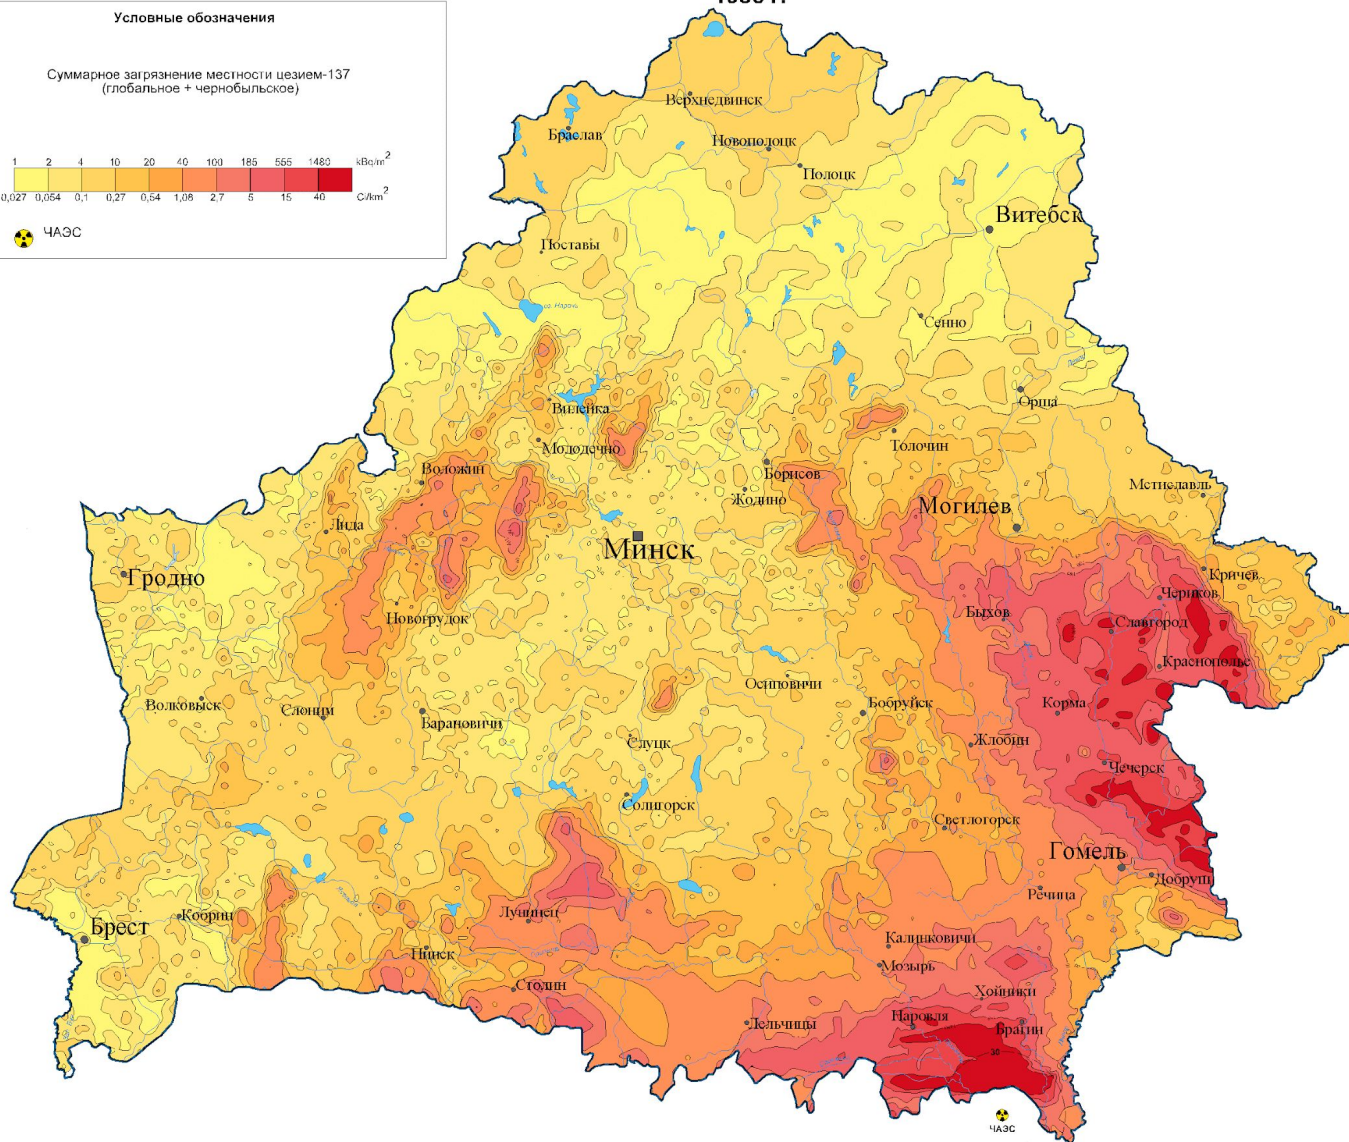 Условные обозначения
Суммарное загрязнение местности цезием-137
(глобальное + чернобыльское)
1 2 4 10 20 40 100 185 555 1480 kBq/m2
0,027 0,054 0,1 0,27 0,54 1,08 2,7 5 15 40 Ci/km2
ЧАЭС
Верхнедвинск
Браслав
Новополоцк
Полоцк
Витебск
Поставы
оз. Нарочь
Сенно
Орша
Вилейка
Толочин
Молодечно
Воложин
Борисов
Жодино
Мстиславль
Могилев
Лида
Минск
Гродно
Кричев
Чериков
Новогрудок
Быхов
Славгород
Краснополье
Осиповичи
Волковыск
Слоним
Барановичи
Бобруйск
Корма
Слуцк
Жлобин
Чечерск
Солигорск
Светлогорск
Гомель
Добруш
Речица
Лунинец
Кобрин
Брест
Пинск
Калинковичи
Мозырь
Столин
Хойники
Лельчицы
Наровля
Брагин
30
ЧАЭС